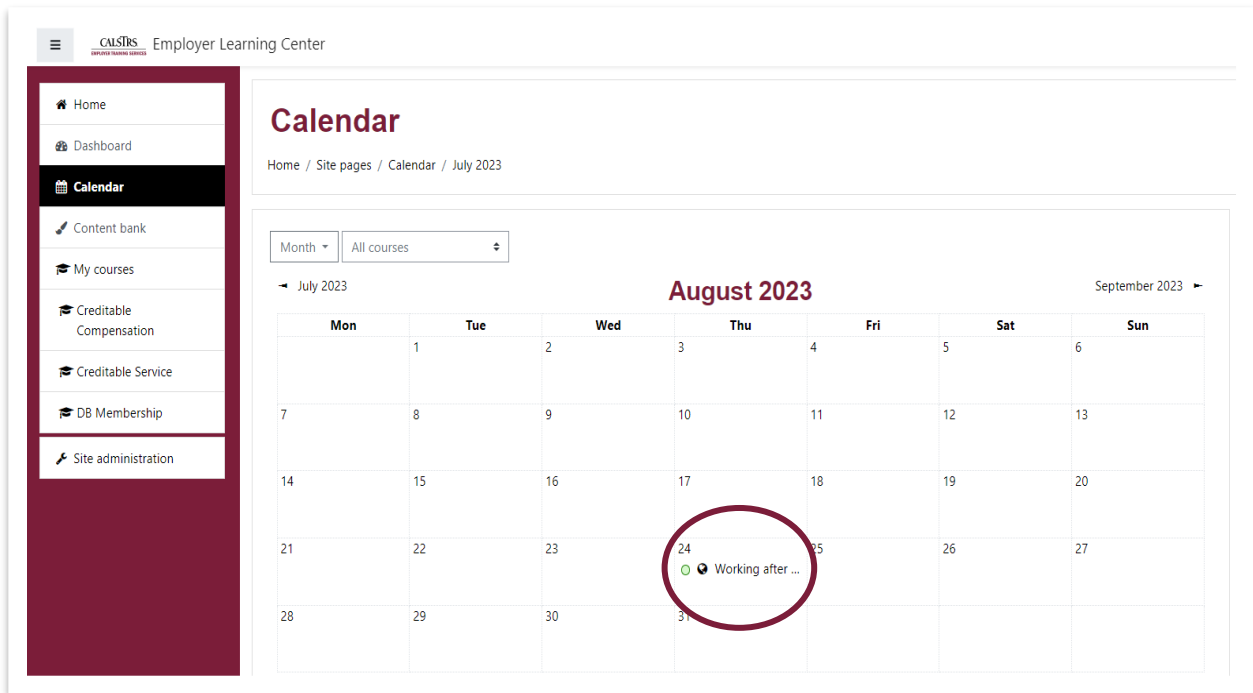 CALSTRS Employer Learning Center
EMPLOYER TRAINING SERVICES
Home
Dashboard
Calendar
Content bank
My courses
Creditable
Compensation
Creditable Service
DB Membership
Site administration
Calendar
Home / Site pages / Calendar / July 2023
Month All courses
◄ July 2023 August 2023 September 2023 ►
Mon Tue Wed Thu Fri Sat Sun
1 2 3 4 5 6
7 8 9 10 11 12 13
14 15 16 17 18 19 20
21 22 23 24 25 26 27
Working after ...
28 29 30 31